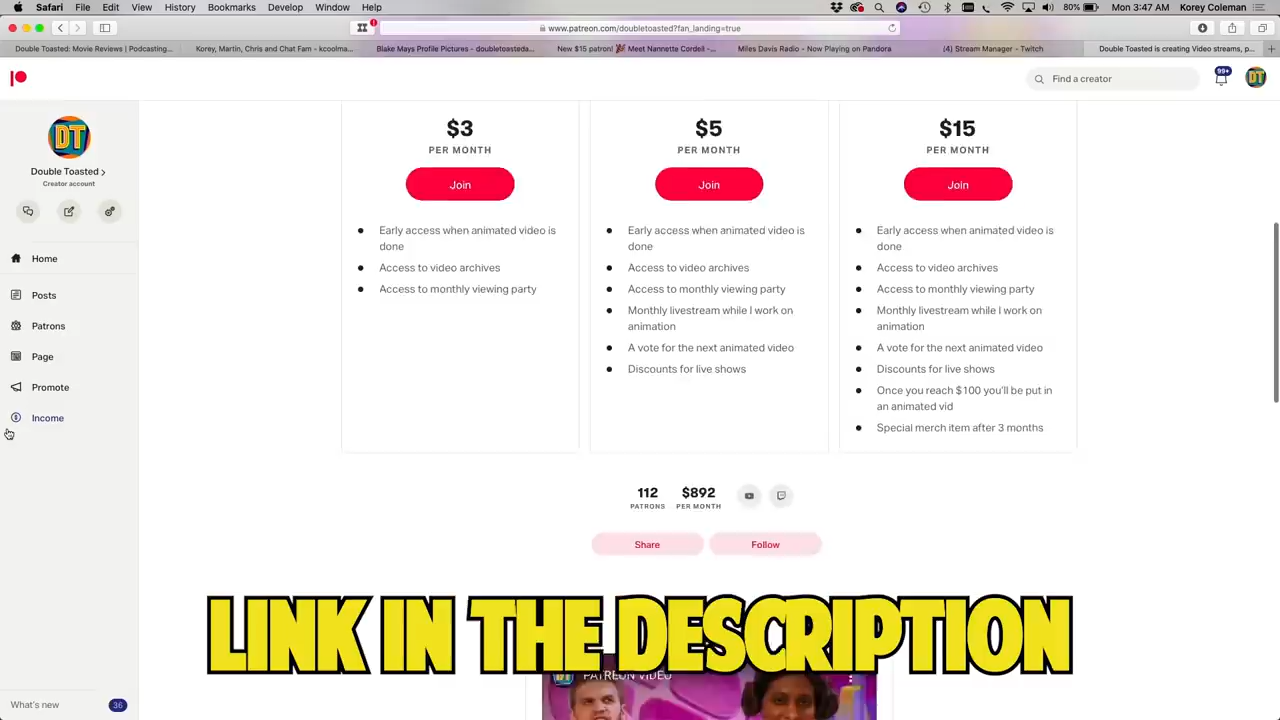 Safari File Edit View History Bookmarks Develop Window Help
80% Mon 3:47 AM Korey Coleman
www.patreon.com/doubletoasted?fan_landing=true
Double Toasted: Movie Reviews | Podcasting... Korey, Martin, Chris and Chat Fam - kcoolma... Blake Mays Profile Pictures - doubletoasteda... New $15 patron! 🎉 Meet Nannette Cordell -... Miles Davis Radio - Now Playing on Pandora (4) Stream Manager - Twitch Double Toasted is creating Video streams, p...
Find a creator
99+
DT
DT
Double Toasted
Creator account
Home
Posts
Patrons
Page
Promote
Income
What's new 36
$3
PER MONTH
Join
Early access when animated video is
done
Access to video archives
Access to monthly viewing party
$5
PER MONTH
Join
Early access when animated video is
done
Access to video archives
Access to monthly viewing party
Monthly livestream while I work on
animation
A vote for the next animated video
Discounts for live shows
$15
PER MONTH
Join
Early access when animated video is
done
Access to video archives
Access to monthly viewing party
Monthly livestream while I work on
animation
A vote for the next animated video
Discounts for live shows
Once you reach $100 you'll be put in
an animated vid
Special merch item after 3 months
112 $892
PATRONS PER MONTH
Share Follow
LINK IN THE DESCRIPTION
DT PATREON VIDEO